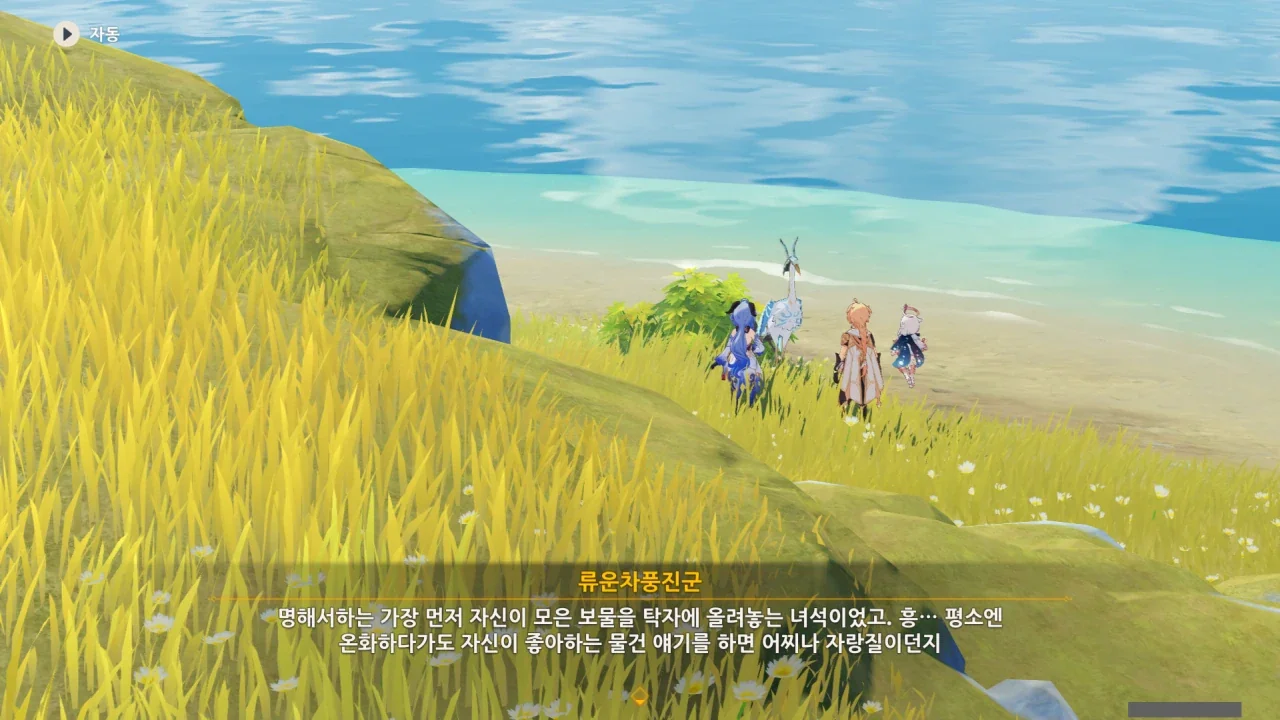 자동
류운차풍진군
명해서하는 가장 먼저 자신이 모은 보물을 탁자에 올려놓는 녀석이었고. 흥… 평소엔
온화하다가도 자신이 좋아하는 물건 얘기를 하면 어찌나 자랑질이던지